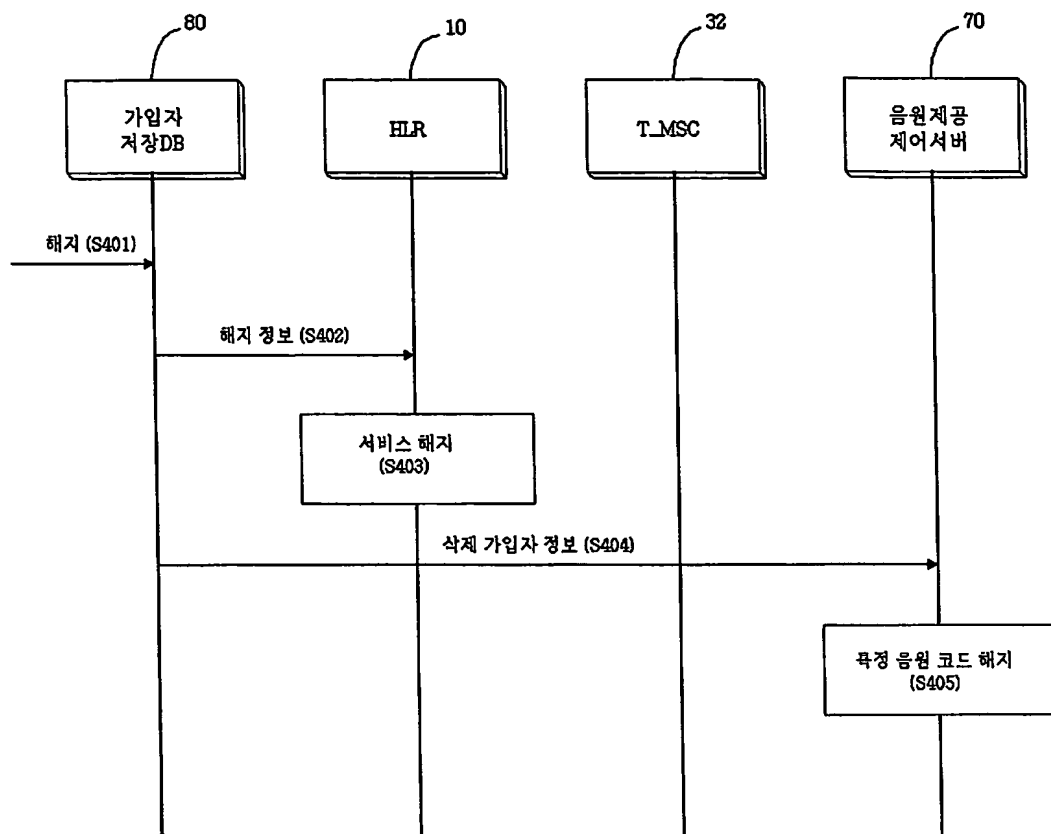 80
10
32
70
가입자
저장DB
HLR
T_MSC
음원제공
제어서버
해지 (S401)
해지 정보 (S402)
서비스 해지
(S403)
삭제 가입자 정보 (S404)
특정 음원 코드 해지
(S405)